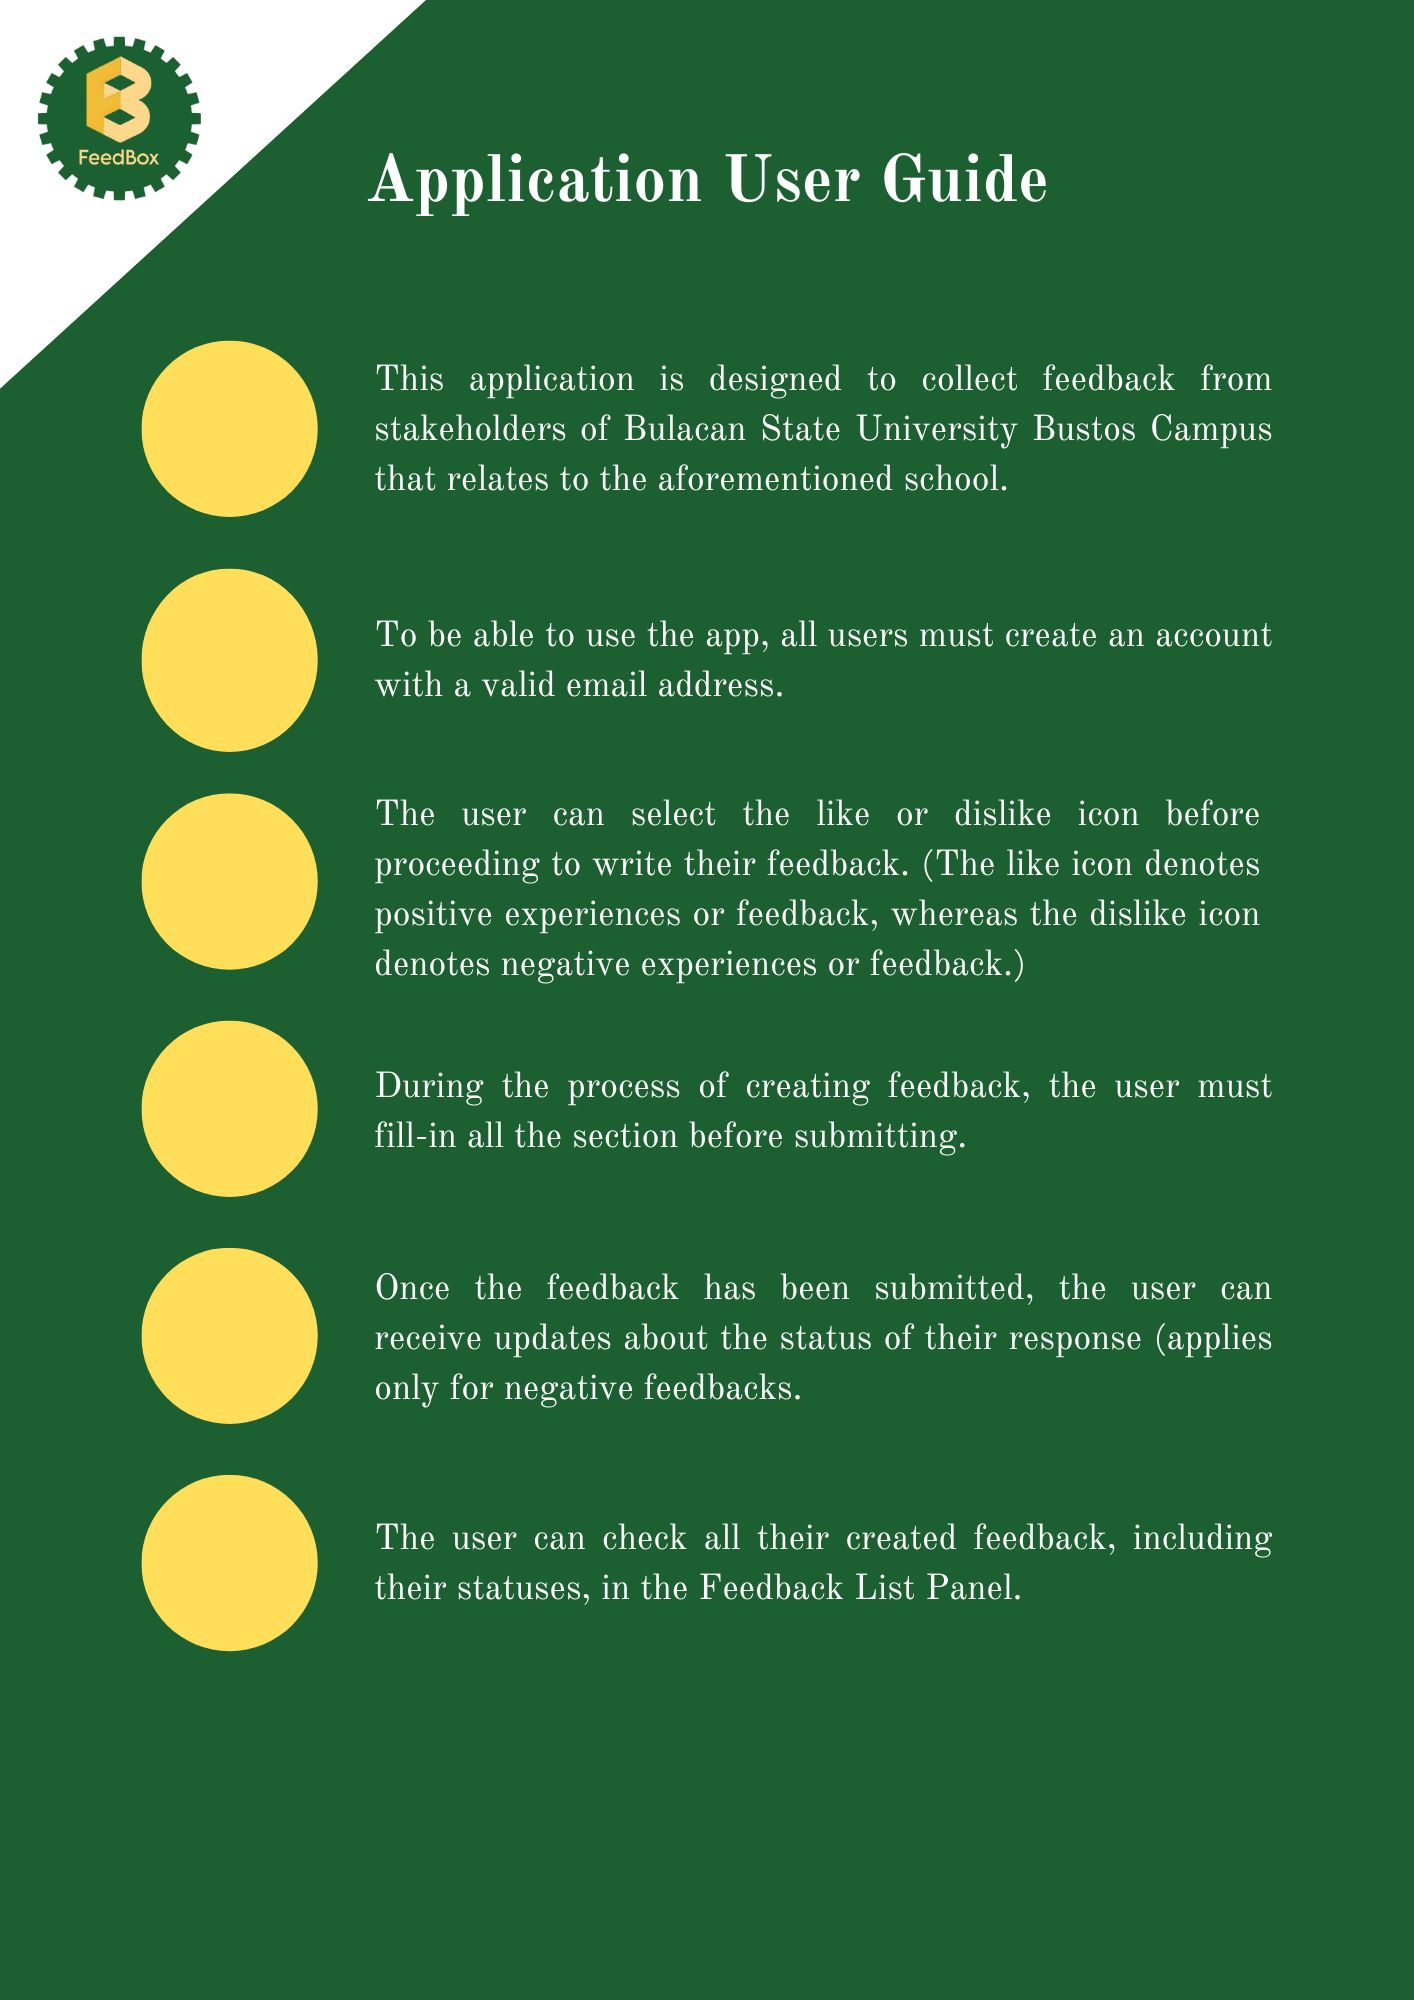 FeedBox
Application User Guide
This application is designed to collect feedback from
stakeholders of Bulacan State University Bustos Campus
that relates to the aforementioned school.
To be able to use the app, all users must create an account
with a valid email address.
The user can select the like or dislike icon before
proceeding to write their feedback. (The like icon denotes
positive experiences or feedback, whereas the dislike icon
denotes negative experiences or feedback.)
During the process of creating feedback, the user must
fill-in all the section before submitting.
Once the feedback has been submitted, the user can
receive updates about the status of their response (applies
only for negative feedbacks.
The user can check all their created feedback, including
their statuses, in the Feedback List Panel.